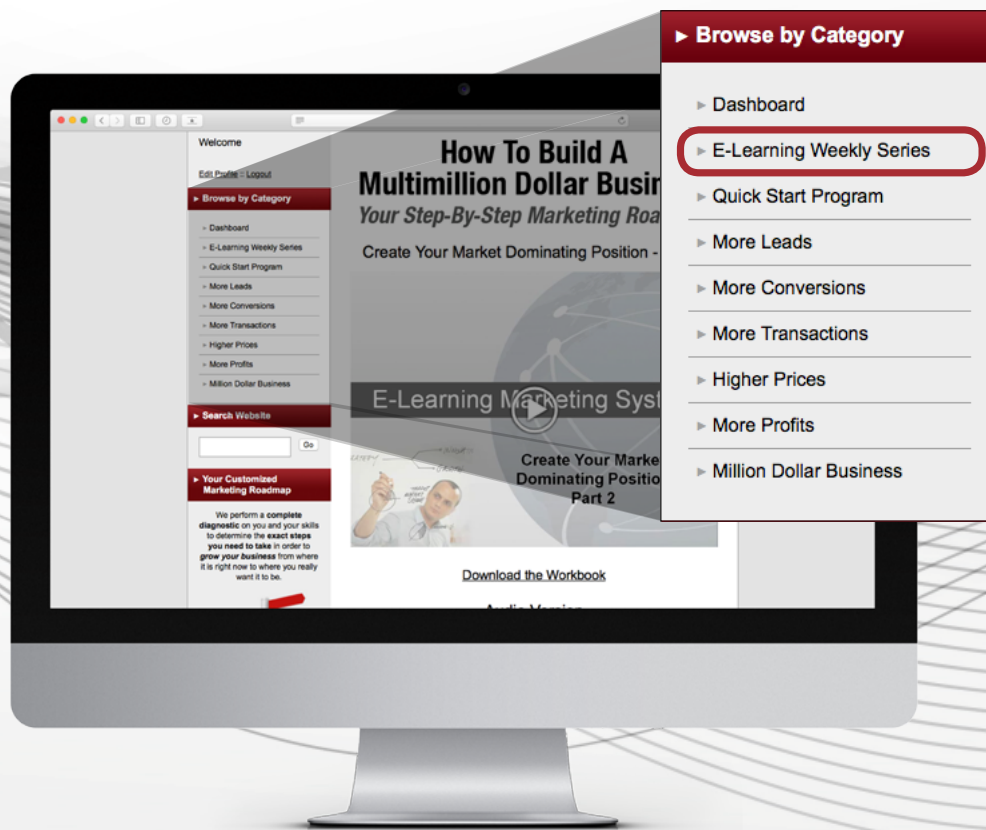 Welcome
Edit Profile :: Logout
Browse by Category
Dashboard
E-Learning Weekly Series
Quick Start Program
More Leads
More Conversions
More Transactions
Higher Prices
More Profits
Million Dollar Business
Search Website
Go
Your Customized
Marketing Roadmap
We perform a complete
diagnostic on you and your skills
to determine the exact steps
you need to take in order to
grow your business from where
it is right now to where you really
want it to be.
How To Build A
Multimillion Dollar Busin
Your Step-By-Step Marketing Roa
Create Your Market Dominating Position -
E-Learning Marketing Syst
Create Your Marke
Dominating Positio
Part 2
Download the Workbook
Audio Version
Browse by Category
Dashboard
E-Learning Weekly Series
Quick Start Program
More Leads
More Conversions
More Transactions
Higher Prices
More Profits
Million Dollar Business